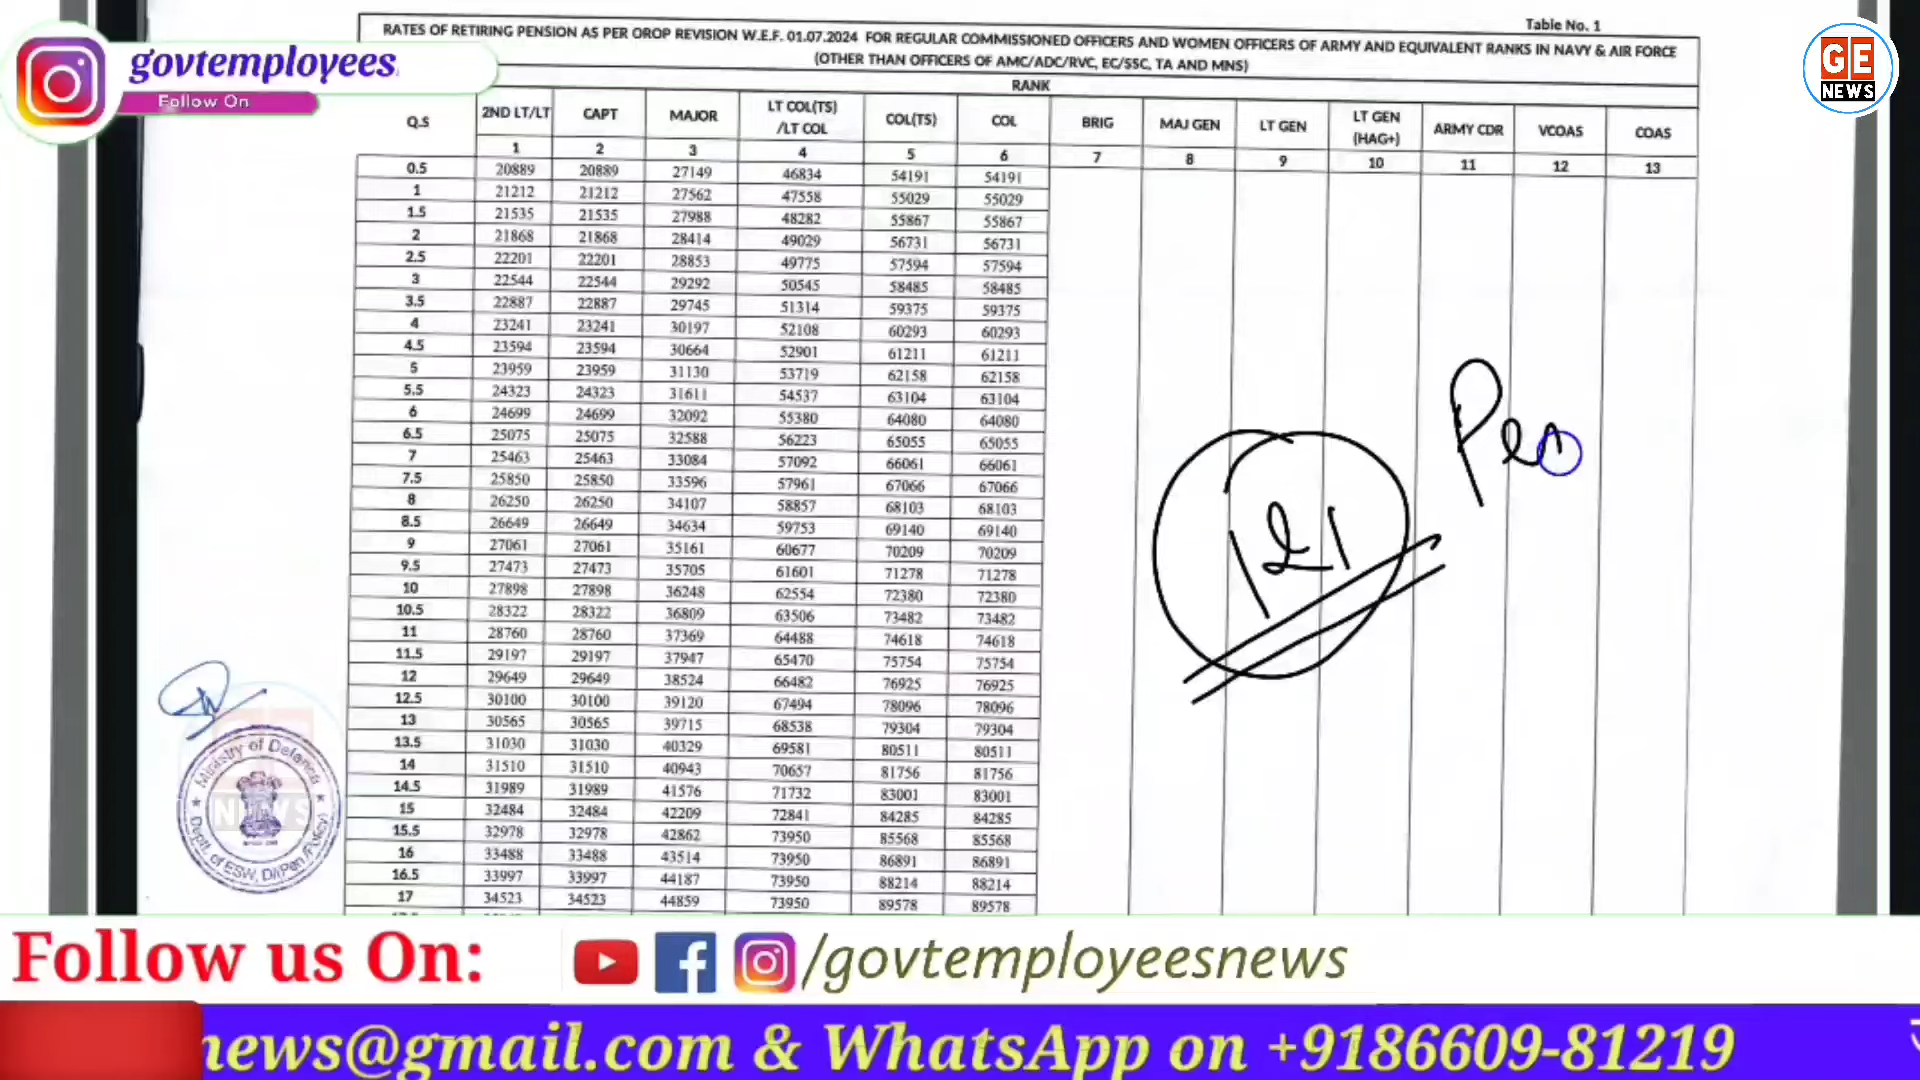 Table No. 1
RATES OF RETIRING PENSION AS PER OROP REVISION W.E.F. 01.07.2024 FOR REGULAR COMMISSIONED OFFICERS AND WOMEN OFFICERS OF ARMY AND EQUIVALENT RANKS IN NAVY & AIR FORCE
(OTHER THAN OFFICERS OF AMC/ADC/RVC, EC/SSC, TA AND MNS)
govtemployees
Follow On
GE
NEWS
RANK
Q.S 2ND LT/LT CAPT MAJOR LT COL(TS) /LT COL COL(TS) COL BRIG MAJ GEN LT GEN LT GEN (HAG+) ARMY CDR VCOAS COAS
1 2 3 4 5 6 7 8 9 10 11 12 13
0.5 20889 20889 27149 46834 54191 54191
1 21212 21212 27562 47558 55029 55029
1.5 21535 21535 27988 48282 55867 55867
2 21868 21868 28414 49029 56731 56731
2.5 22201 22201 28853 49775 57594 57594
3 22544 22544 29292 50545 58485 58485
3.5 22887 22887 29745 51314 59375 59375
4 23241 23241 30197 52108 60293 60293
4.5 23594 23594 30664 52901 61211 61211
5 23959 23959 31130 53719 62158 62158
5.5 24323 24323 31611 54537 63104 63104
6 24699 24699 32092 55380 64080 64080
6.5 25075 25075 32588 56223 65055 65055
7 25463 25463 33084 57092 66061 66061
7.5 25850 25850 33596 57961 67066 67066
8 26250 26250 34107 58857 68103 68103
8.5 26649 26649 34634 59753 69140 69140
9 27061 27061 35161 60677 70209 70209
9.5 27473 27473 35705 61601 71278 71278
10 27898 27898 36248 62554 72380 72380
10.5 28322 28322 36809 63506 73482 73482
11 28760 28760 37369 64488 74618 74618
11.5 29197 29197 37947 65470 75754 75754
12 29649 29649 38524 66482 76925 76925
12.5 30100 30100 39120 67494 78096 78096
13 30565 30565 39715 68538 79304 79304
13.5 31030 31030 40329 69581 80511 80511
14 31510 31510 40943 70657 81756 81756
14.5 31989 31989 41576 71732 83001 83001
15 32484 32484 42209 72841 84285 84285
15.5 32978 32978 42862 73950 85568 85568
16 33488 33488 43514 73950 86891 86891
16.5 33997 33997 44187 73950 88214 88214
17 34523 34523 44859 73950 89578 89578
121
Pen
Ministry of Defence
NEWS
Deptt. of ESW, D(Pen/Policy)
Follow us On: /govtemployeesnews
news@gmail.com & WhatsApp on +9186609-81219